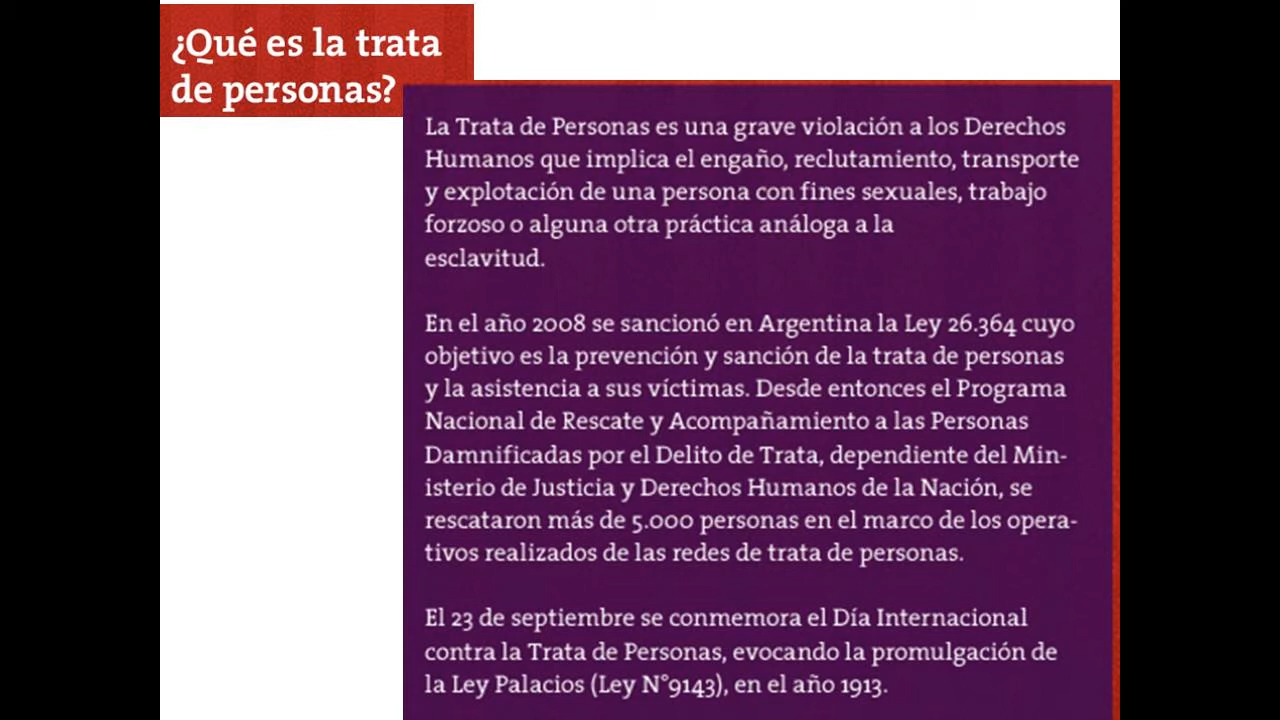 ¿Qué es la trata
de personas?
La Trata de Personas es una grave violación a los Derechos
Humanos que implica el engaño, reclutamiento, transporte
y explotación de una persona con fines sexuales, trabajo
forzoso o alguna otra práctica análoga a la
esclavitud.
En el año 2008 se sancionó en Argentina la Ley 26.364 cuyo
objetivo es la prevención y sanción de la trata de personas
y la asistencia a sus víctimas. Desde entonces el Programa
Nacional de Rescate y Acompañamiento a las Personas
Damnificadas por el Delito de Trata, dependiente del Min-
isterio de Justicia y Derechos Humanos de la Nación, se
rescataron más de 5.000 personas en el marco de los opera-
tivos realizados de las redes de trata de personas.
El 23 de septiembre se conmemora el Día Internacional
contra la Trata de Personas, evocando la promulgación de
la Ley Palacios (Ley N°9143), en el año 1913.